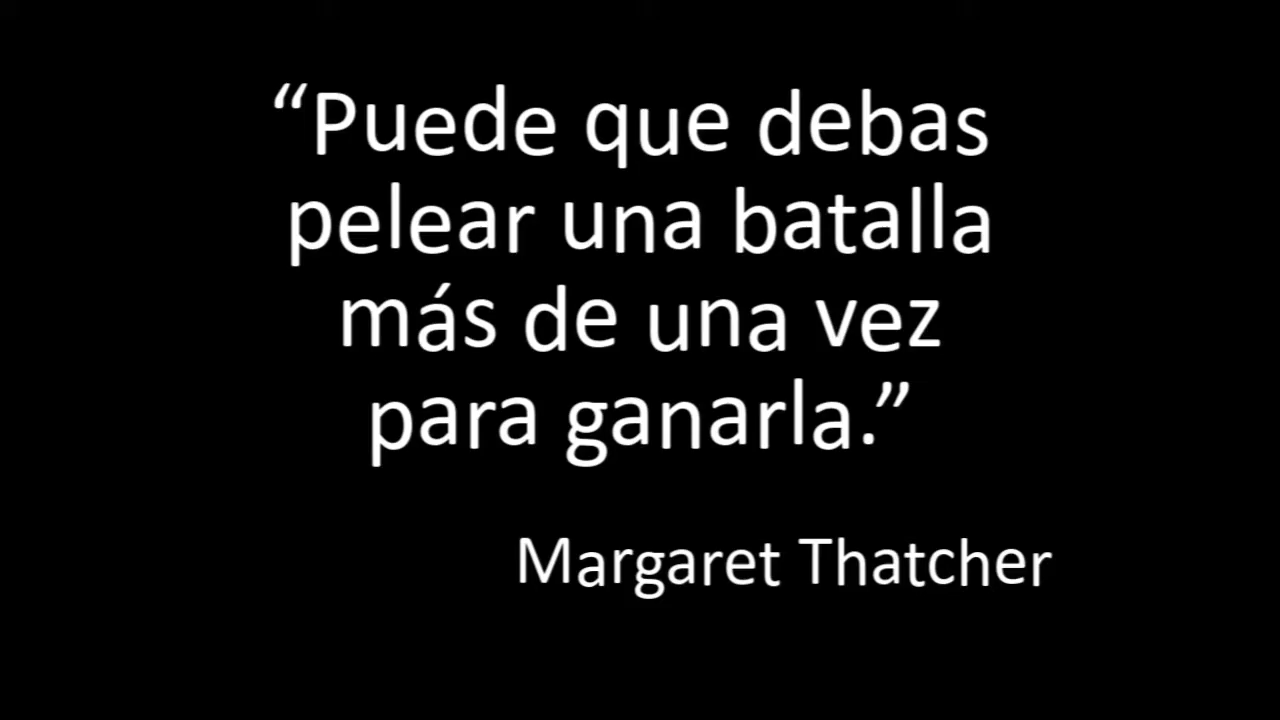 “Puede que debas
pelear una batalla
más de una vez
para ganarla.”
Margaret Thatcher